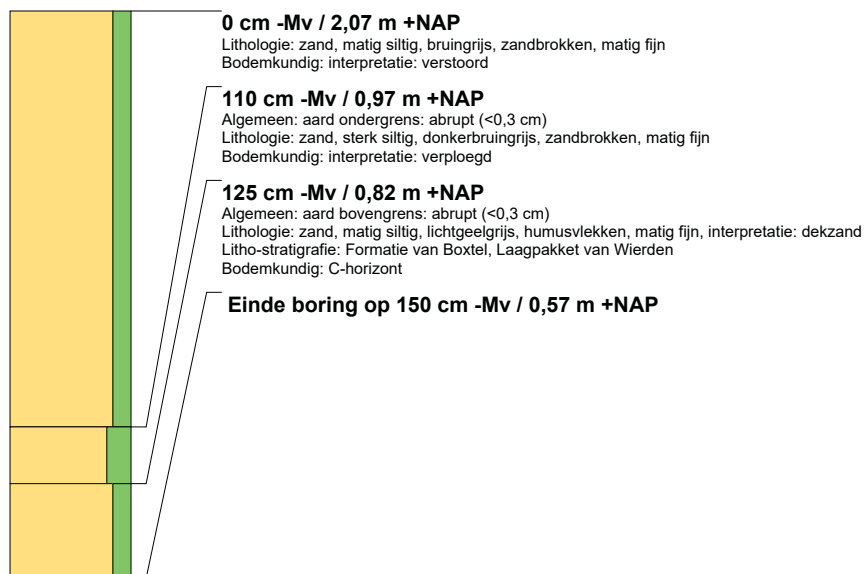 0 cm -Mv / 2,07 m +NAP
Lithologie: zand, matig siltig, bruingrijs, zandbrokken, matig fijn
Bodemkundig: interpretatie: verstoord
110 cm -Mv / 0,97 m +NAP
Algemeen: aard ondergrens: abrupt (<0,3 cm)
Lithologie: zand, sterk siltig, donkerbruingrijs, zandbrokken, matig fijn
Bodemkundig: interpretatie: verploegd
125 cm -Mv / 0,82 m +NAP
Algemeen: aard bovengrens: abrupt (<0,3 cm)
Lithologie: zand, matig siltig, lichtgeelgrijs, humusvlekken, matig fijn, interpretatie: dekzand
Litho-stratigrafie: Formatie van Boxtel, Laagpakket van Wierden
Bodemkundig: C-horizont
Einde boring op 150 cm -Mv / 0,57 m +NAP